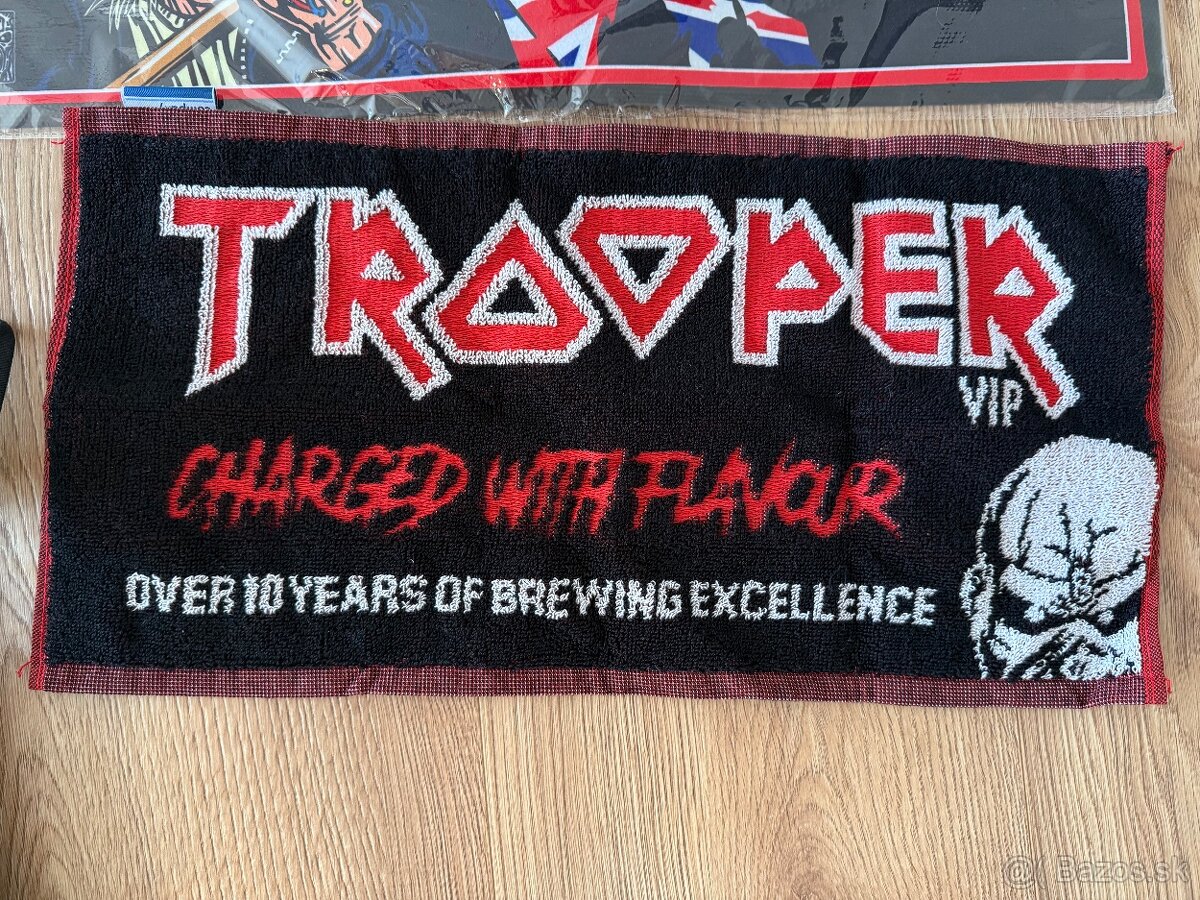 TROOPER
VIP
CHARGED WITH FLAVOUR
OVER 10 YEARS OF BREWING EXCELLENCE
@( Bazos.sk